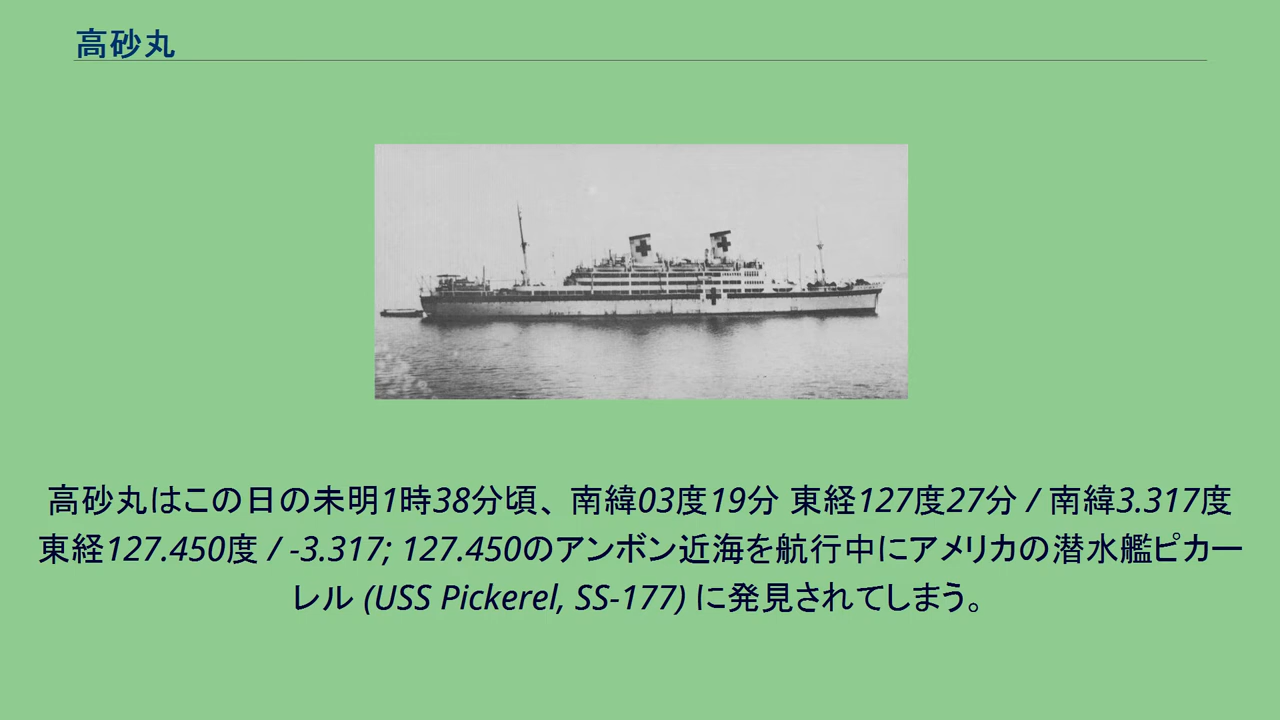 高砂丸
高砂丸はこの日の未明1時38分頃、南緯03度19分 東経127度27分 / 南緯3.317度
東経127.450度 / -3.317; 127.450のアンボン近海を航行中にアメリカの潜水艦ピカー
レル (USS Pickerel, SS-177) に発見されてしまう。